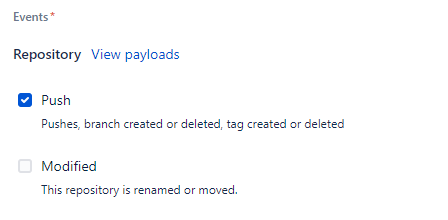 Events*
Repository View payloads
Push
Pushes, branch created or deleted, tag created or deleted
Modified
This repository is renamed or moved.